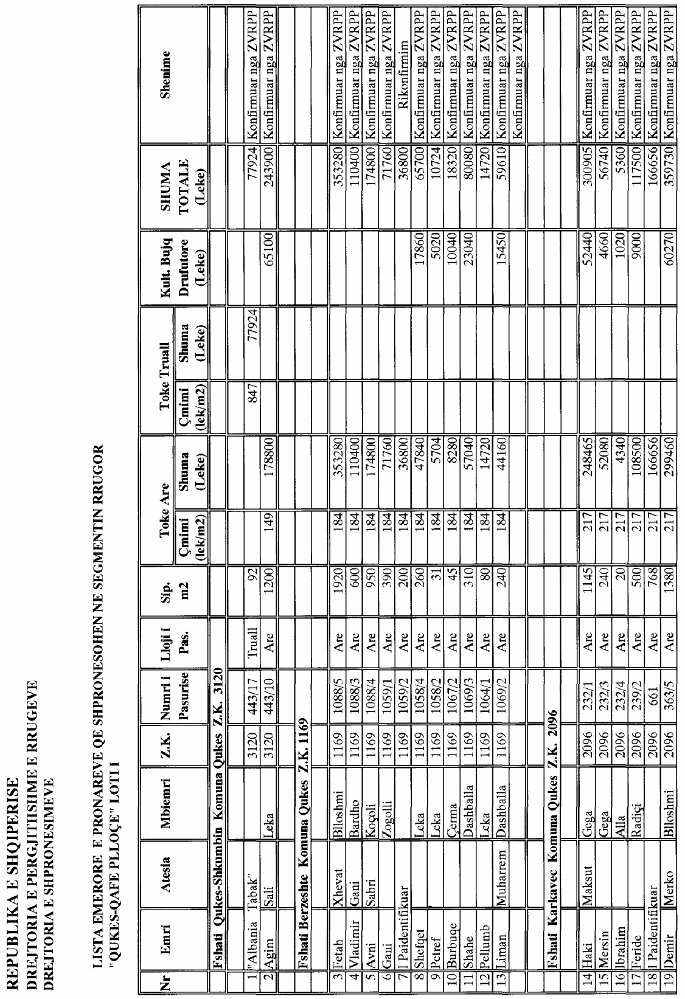 REPUBLIKA E SHQIPERISE
DREJTORIA E PERGJITHSHME E RRUGEVE
DREJTORIA E SHPRONESIMEVE
LISTA EMERORE E PRONAREVE QE SHPRONESOHEN NE SEGMENTIN RRUGOR
"QUKES-QAFE PLLOÇE" LOTI I
Nr Emri Atesia Mbiemri Z.K. Numri i Pasurise Lloji i Pas. Sip. m2 Toke Are Toke Truall Kult. Bujq Drufutore (Leke) SHUMA TOTALE (Leke) Shenime
Çmimi (lek/m2) Shuma (Leke) Çmimi (lek/m2) Shuma (Leke)
Fshati Qukes-Shkumbin Komuna Qukes Z.K. 3120
1 "Albania Tabak" 3120 443/17 Truall 92 847 77924 77924 Konfirmuar nga ZVRPP
2 Agim Sali Leka 3120 443/10 Are 1200 149 178800 65100 243900 Konfirmuar nga ZVRPP
Fshati Berzeshte Komuna Qukes Z.K. 1169
3 Fetah Xhevat Blloshmi 1169 1088/5 Are 1920 184 353280 353280 Konfirmuar nga ZVRPP
4 Vladimir Gani Bardho 1169 1088/3 Are 600 184 110400 110400 Konfirmuar nga ZVRPP
5 Avni Sabri Koçoli 1169 1088/4 Are 950 184 174800 174800 Konfirmuar nga ZVRPP
6 Gani Zogolli 1169 1059/1 Are 390 184 71760 71760 Konfirmuar nga ZVRPP
7 I Paidentifikuar 1169 1059/2 Are 200 184 36800 36800 Rikonfirmim
8 Shefqet Leka 1169 1058/4 Are 260 184 47840 17860 65700 Konfirmuar nga ZVRPP
9 Petref Leka 1169 1058/2 Are 31 184 5704 5020 10724 Konfirmuar nga ZVRPP
10 Burbuqe Çerma 1169 1067/2 Are 45 184 8280 10040 18320 Konfirmuar nga ZVRPP
11 Shahe Dashballa 1169 1069/3 Are 310 184 57040 23040 80080 Konfirmuar nga ZVRPP
12 Pellumb Leka 1169 1064/1 Are 80 184 14720 14720 Konfirmuar nga ZVRPP
13 Liman Muharrem Dashballa 1169 1069/2 Are 240 184 44160 15450 59610 Konfirmuar nga ZVRPP
Konfirmuar nga ZVRPP
Fshati Karkavec Komuna Qukes Z.K. 2096
14 Haki Maksut Gega 2096 232/1 Are 1145 217 248465 52440 300905 Konfirmuar nga ZVRPP
15 Mersin Gega 2096 232/3 Are 240 217 52080 4660 56740 Konfirmuar nga ZVRPP
16 Ibrahim Alla 2096 232/4 Are 20 217 4340 1020 5360 Konfirmuar nga ZVRPP
17 Feride Radiçi 2096 239/2 Are 500 217 108500 9000 117500 Konfirmuar nga ZVRPP
18 I Paidentifikuar 2096 661 Are 768 217 166656 166656 Konfirmuar nga ZVRPP
19 Demir Merko Blloshmi 2096 363/5 Are 1380 217 299460 60270 359730 Konfirmuar nga ZVRPP